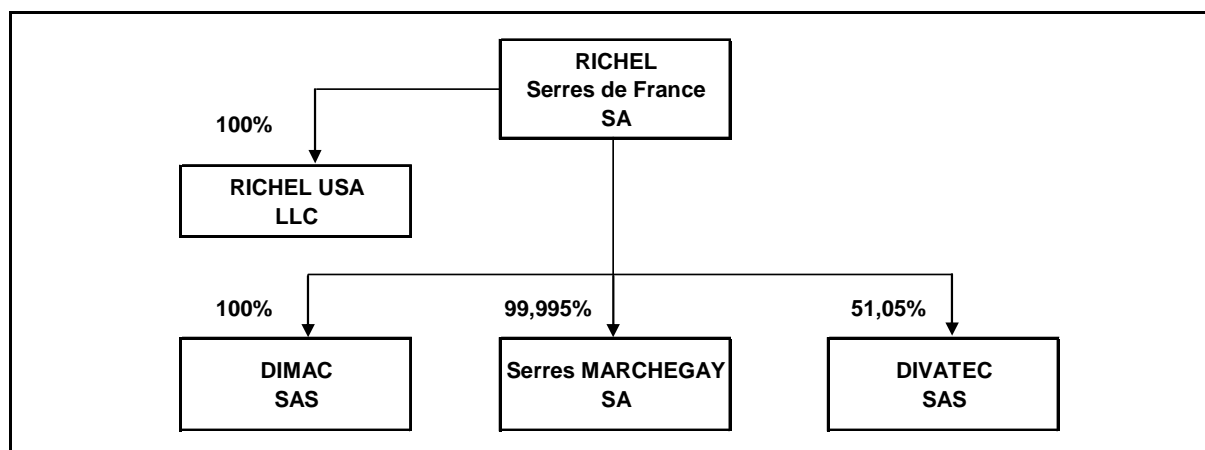 RICHEL
Serres de France
SA
100%
RICHEL USA
LLC
100%
99,995%
51,05%
DIMAC
SAS
Serres MARCHEGAY
SA
DIVATEC
SAS